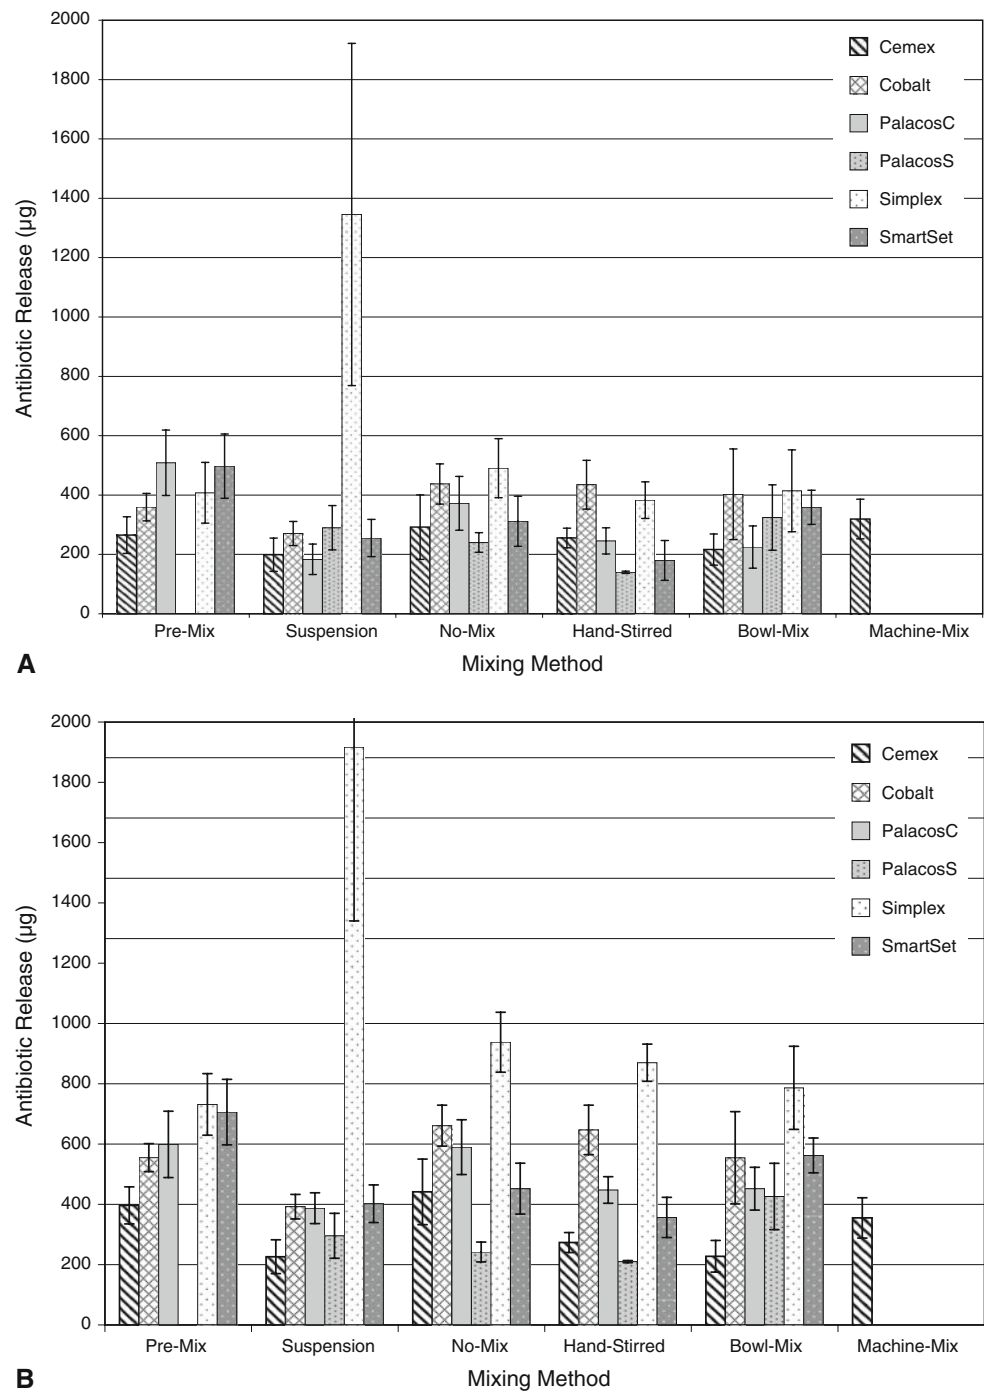 2000
1800
1600
1400
1200
1000
800
600
400
200
0
Antibiotic Release (µg)
Cemex
Cobalt
PalacosC
PalacosS
Simplex
SmartSet
Pre-Mix Suspension No-Mix Hand-Stirred Bowl-Mix Machine-Mix
A Mixing Method
2000
1800
1600
1400
1200
1000
800
600
400
200
0
Antibiotic Release (µg)
Cemex
Cobalt
PalacosC
PalacosS
Simplex
SmartSet
Pre-Mix Suspension No-Mix Hand-Stirred Bowl-Mix Machine-Mix
B Mixing Method